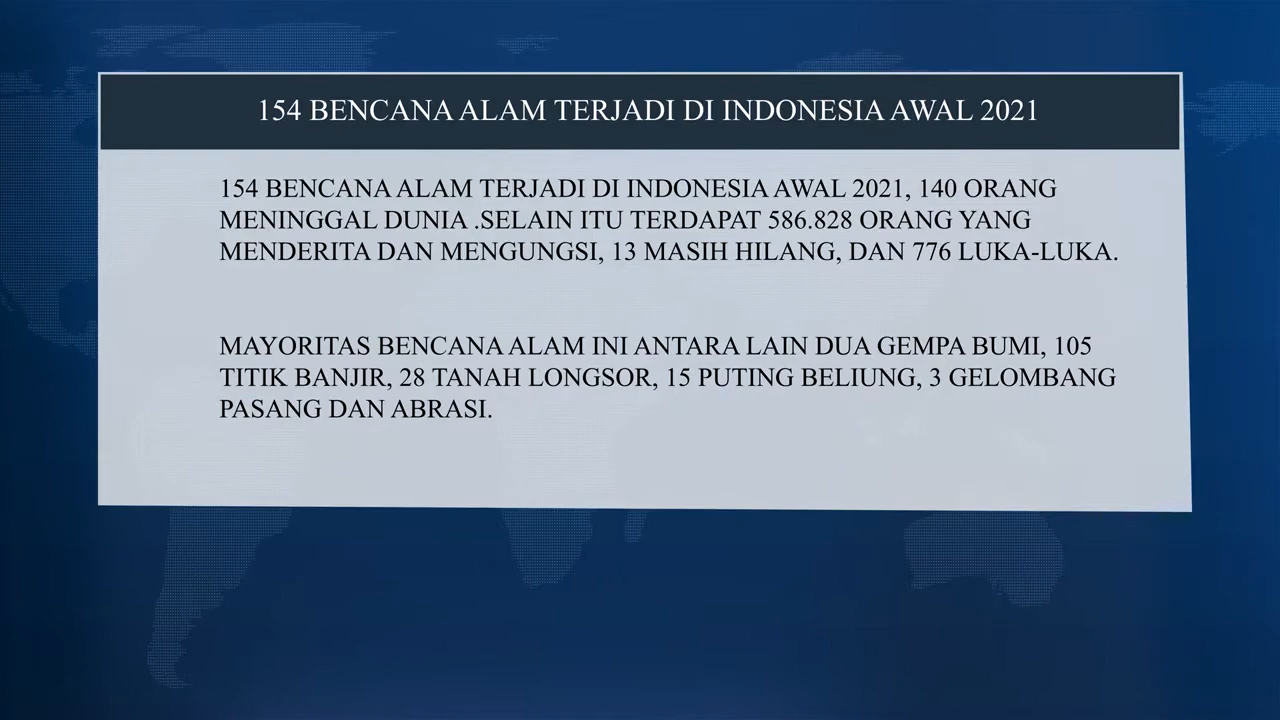 154 BENCANA ALAM TERJADI DI INDONESIA AWAL 2021
154 BENCANA ALAM TERJADI DI INDONESIA AWAL 2021, 140 ORANG
MENINGGAL DUNIA .SELAIN ITU TERDAPAT 586.828 ORANG YANG
MENDERITA DAN MENGUNGSI, 13 MASIH HILANG, DAN 776 LUKA-LUKA.
MAYORITAS BENCANA ALAM INI ANTARA LAIN DUA GEMPA BUMI, 105
TITIK BANJIR, 28 TANAH LONGSOR, 15 PUTING BELIUNG, 3 GELOMBANG
PASANG DAN ABRASI.